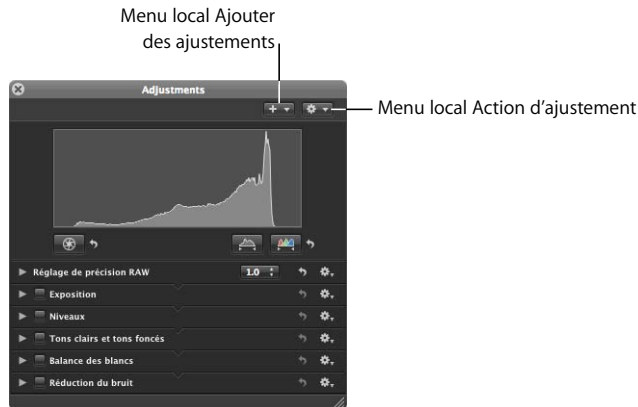 Menu local Ajouter
des ajustements
Adjustments
Menu local Action d’ajustement
Réglage de précision RAW 1.0
Exposition
Niveaux
Tons clairs et tons foncés
Balance des blancs
Réduction du bruit